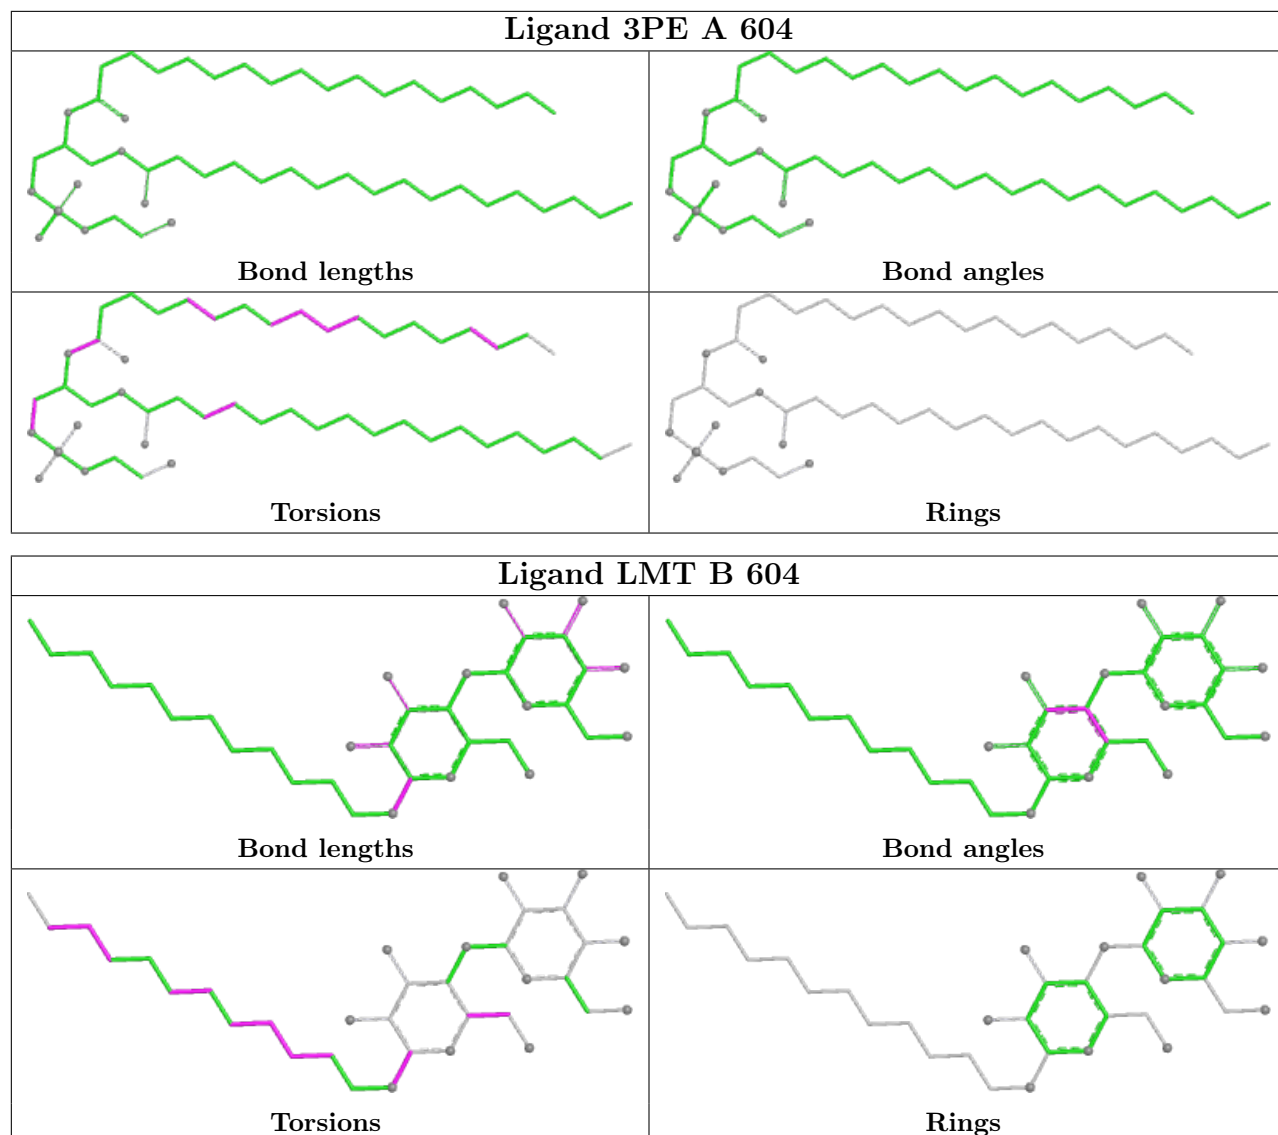 Ligand 3PE A 604
Bond lengths
Bond angles
Torsions
Rings
Ligand LMT B 604
Bond lengths
Bond angles
Torsions
Rings